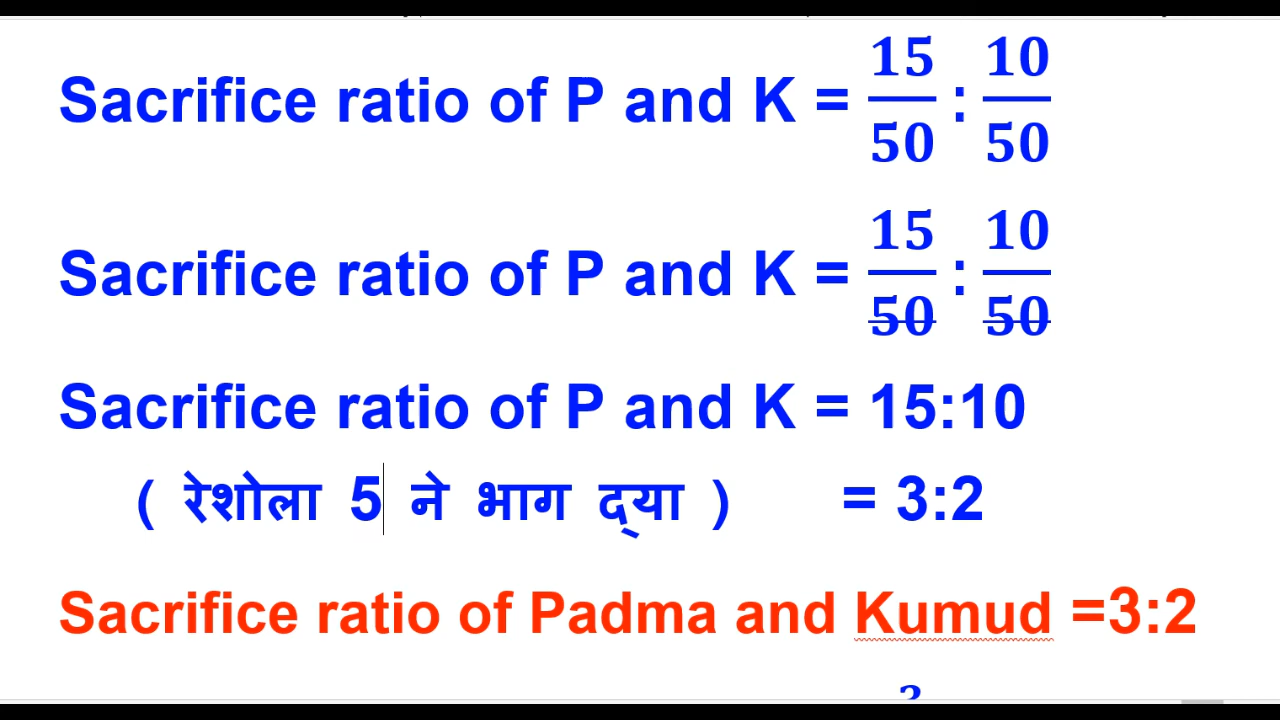 Sacrifice ratio of P and K = 15/50 : 10/50
Sacrifice ratio of P and K = 15/50 : 10/50
Sacrifice ratio of P and K = 15:10
( रेशोला 5 ने भाग द्या ) = 3:2
Sacrifice ratio of Padma and Kumud =3:2